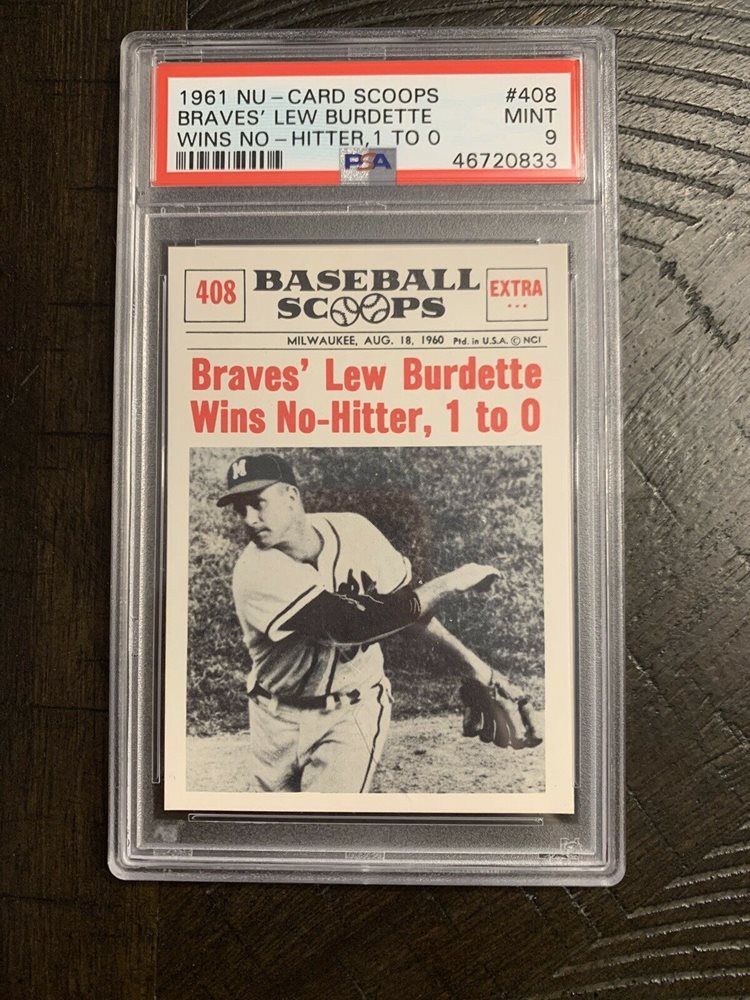 1961 NU-CARD SCOOPS #408
BRAVES' LEW BURDETTE MINT
WINS NO-HITTER, 1 TO 0 9
PSA 46720833
408 BASEBALL SCOOPS EXTRA
MILWAUKEE, AUG. 18, 1960 Ptd. in U.S.A. © NCI
Braves' Lew Burdette
Wins No-Hitter, 1 to 0
M